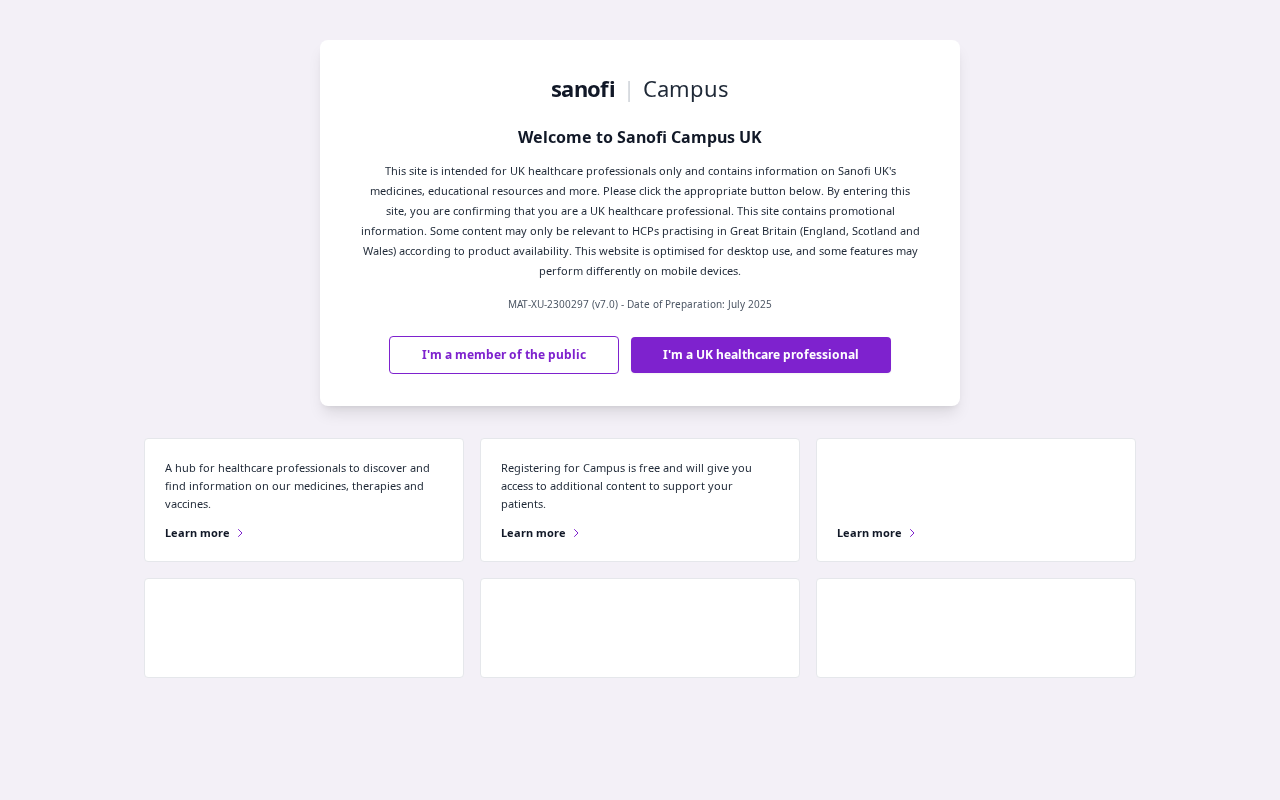 sanofi | Campus
Welcome to Sanofi Campus UK
This site is intended for UK healthcare professionals only and contains information on Sanofi UK's
medicines, educational resources and more. Please click the appropriate button below. By entering this
site, you are confirming that you are a UK healthcare professional. This site contains promotional
information. Some content may only be relevant to HCPs practising in Great Britain (England, Scotland and
Wales) according to product availability. This website is optimised for desktop use, and some features may
perform differently on mobile devices.
MAT-XU-2300297 (v7.0) - Date of Preparation: July 2025
I'm a member of the public
I'm a UK healthcare professional
A hub for healthcare professionals to discover and
find information on our medicines, therapies and
vaccines.
Learn more
Registering for Campus is free and will give you
access to additional content to support your
patients.
Learn more
Learn more